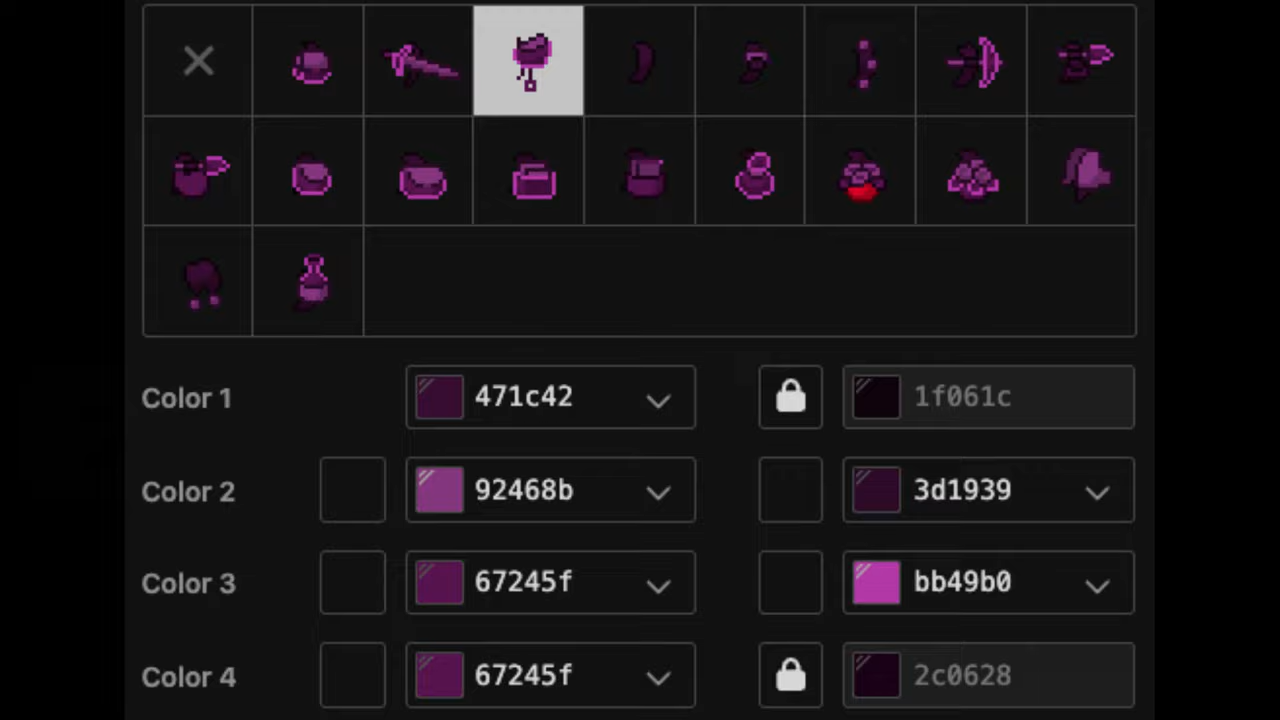 Color 1 471c42 1f061c
Color 2 92468b 3d1939
Color 3 67245f bb49b0
Color 4 67245f 2c0628